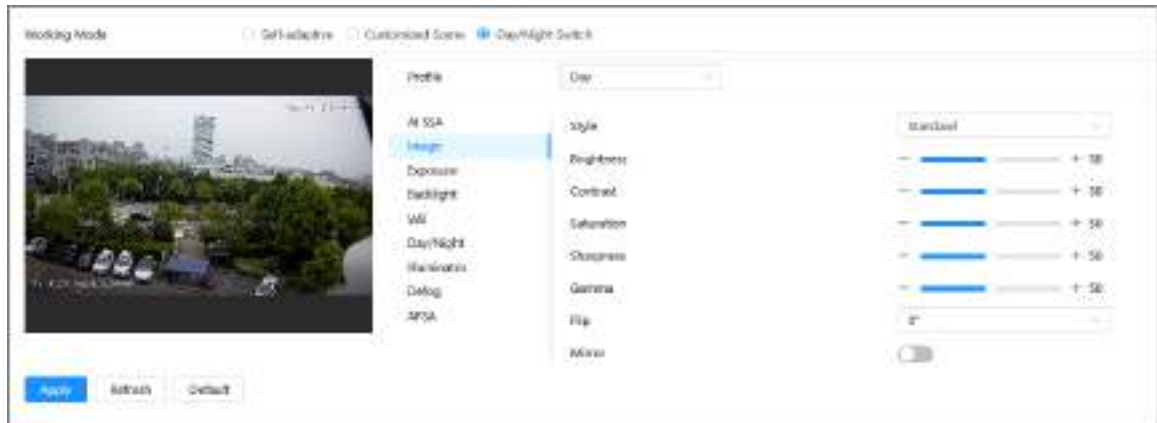 Working Mode Self-adaptive Customized Scene Day/Night Switch
Profile Day
AI SSA
Image
Exposure
Backlight
WB
Day/Night
Illuminator
Defog
Style Standard
Brightness - + 50
Contrast - + 50
Saturation - + 50
Sharpness - + 50
Gamma - + 50
Flip 0°
Mirror
Apply Refresh Default